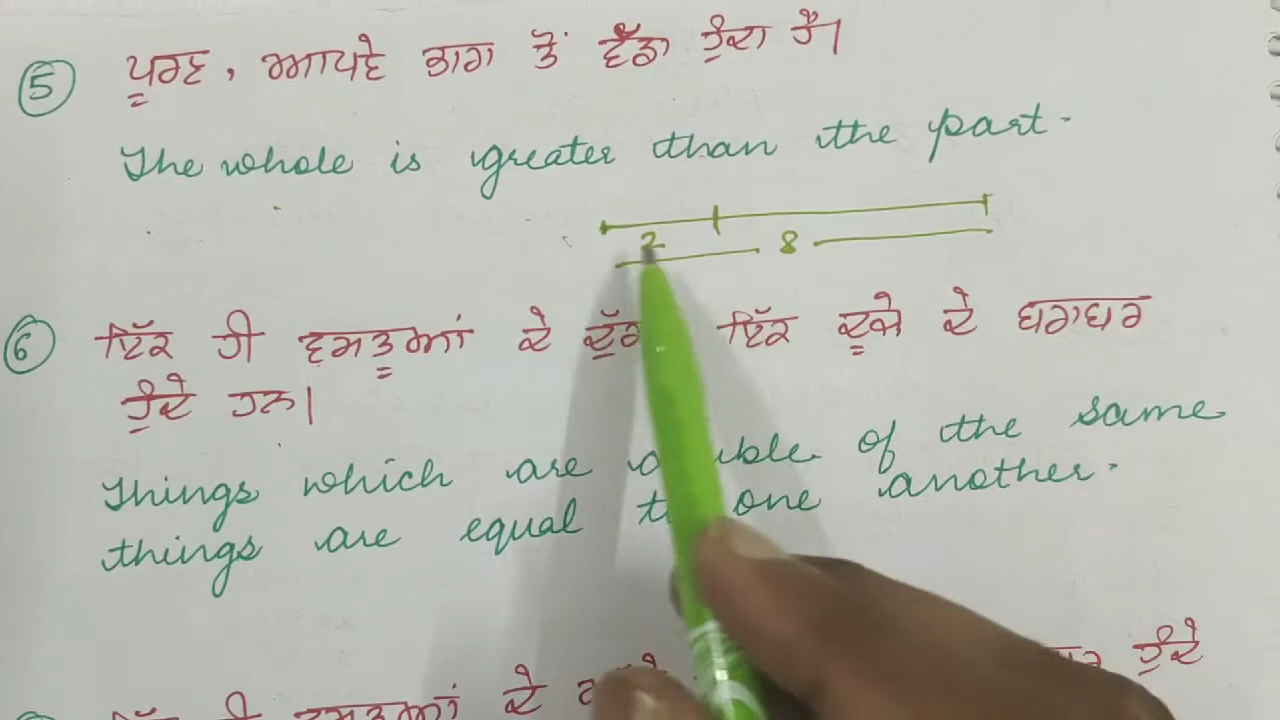 5 ਪੂਰਣ, ਆਪਣੇ ਭਾਗ ਤੋਂ ਵੱਡਾ ਹੁੰਦਾ ਹੈ।
The whole is greater than the part.
2 8
6 ਇੱਕ ਹੀ ਵਸਤੂਆਂ ਦੇ ਇੱਕ ਦੂਜੇ ਦੇ ਬਰਾਬਰ
ਹੁੰਦੇ ਹਨ।
Things which are of the same
things are equal one another.
ਇੱਕ ਹੀ ਵਸਤੂਆਂ ਦੇ ਹੁੰਦੇ